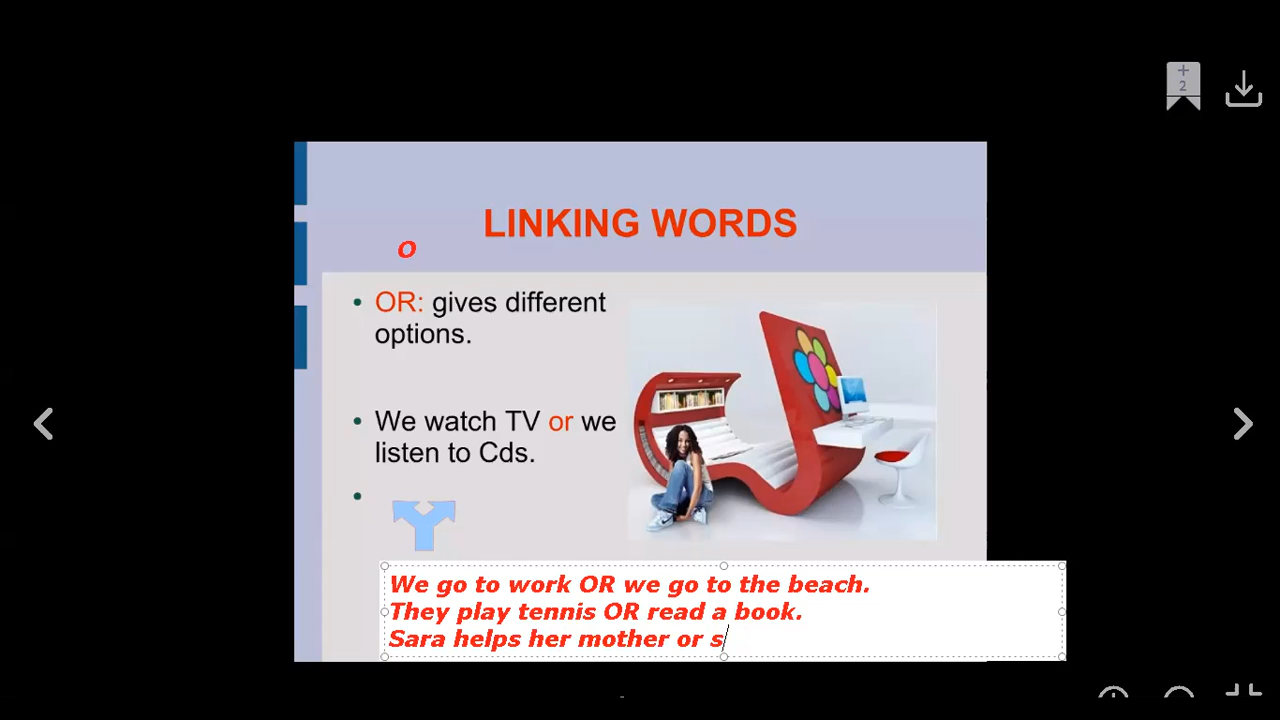 +
2
LINKING WORDS
o
• OR: gives different
options.
• We watch TV or we
listen to Cds.
•
We go to work OR we go to the beach.
They play tennis OR read a book.
Sara helps her mother or s